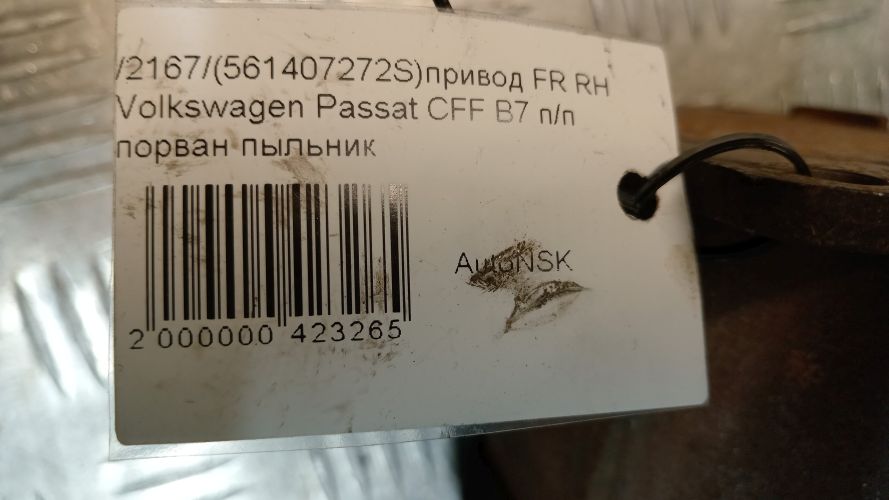 /2167/(561407272S)привод FR RH
Volkswagen Passat CFF B7 п/п
порван пыльник
AutoNSK
2 000000 423265